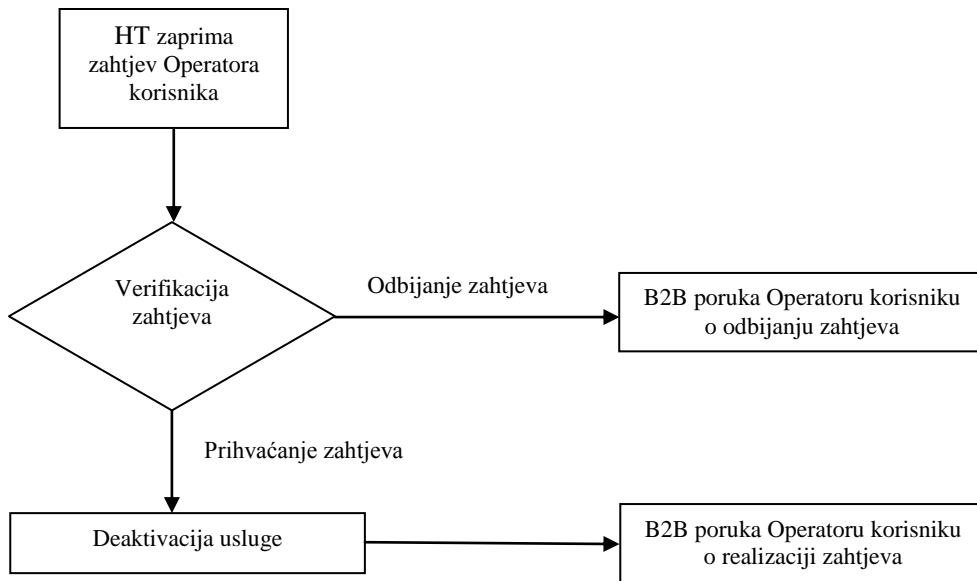 HT zaprima
zahtjev Operatora
korisnika
Verifikacija
zahtjeva
Odbijanje zahtjeva
B2B poruka Operatoru korisniku
o odbijanju zahtjeva
Prihvaćanje zahtjeva
Deaktivacija usluge
B2B poruka Operatoru korisniku
o realizaciji zahtjeva